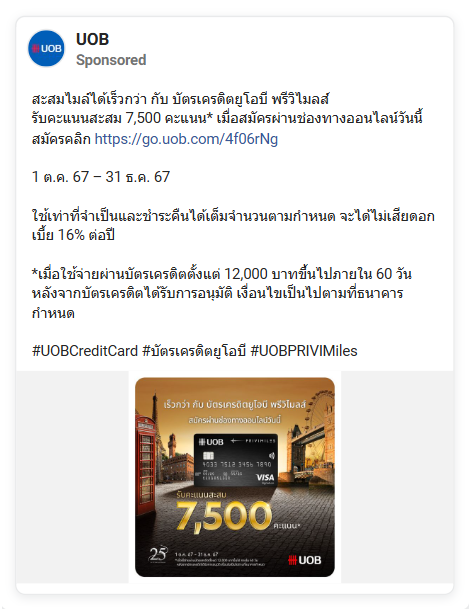 UOB
UOB
Sponsored
สะสมไมล์ได้เร็วกว่า กับ บัตรเครดิตยูโอบี พรีวิไมลส์
รับคะแนนสะสม 7,500 คะแนน* เมื่อสมัครผ่านช่องทางออนไลน์วันนี้
สมัครคลิก https://go.uob.com/4f06rNg
1 ต.ค. 67 – 31 ธ.ค. 67
ใช้เท่าที่จำเป็นและชำระคืนได้เต็มจำนวนตามกำหนด จะได้ไม่เสียดอก
เบี้ย 16% ต่อปี
*เมื่อใช้จ่ายผ่านบัตรเครดิตตั้งแต่ 12,000 บาทขึ้นไปภายใน 60 วัน
หลังจากบัตรเครดิตได้รับการอนุมัติ เงื่อนไขเป็นไปตามที่ธนาคาร
กำหนด
#UOBCreditCard #บัตรเครดิตยูโอบี #UOBPRIVIMiles
เร็วกว่า กับ บัตรเครดิตยูโอบี พรีวิไมลส์
สมัครผ่านช่องทางออนไลน์วันนี้
UOB PRIVIMILES
4033 7512 3456 7890
VISA
รับคะแนนสะสม
7,500 คะแนน*
25
1 ต.ค. 67 - 31 ธ.ค. 67
UOB